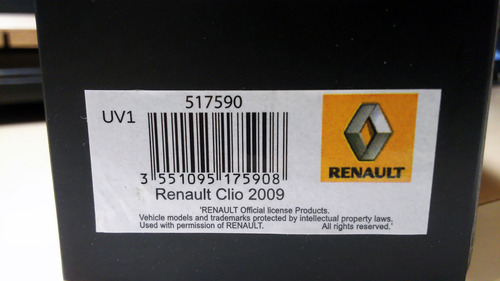 517590
UV1
3 551095 175908
Renault Clio 2009
RENAULT
'RENAULT Official license Products.
Vehicle models and trademarks protected by intellectual property laws.
Used with permission of RENAULT. All rights reserved.'